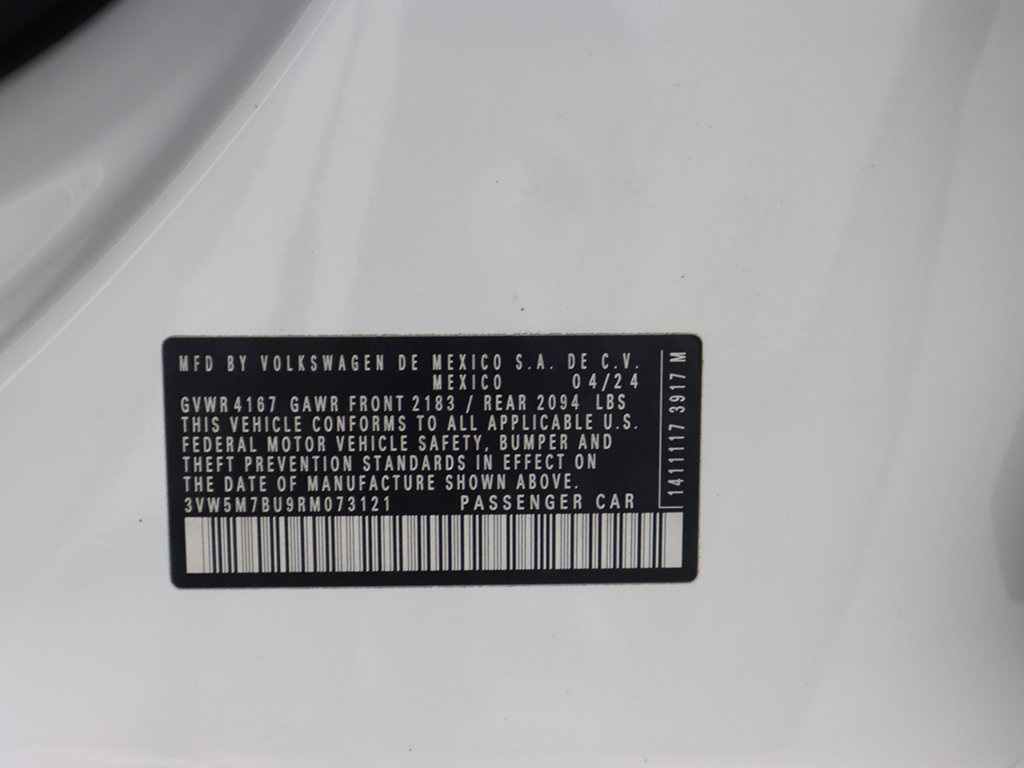 MFD BY VOLKSWAGEN DE MEXICO S.A. DE C.V.
MEXICO 04/24
GVWR 4167 GAWR FRONT 2183 / REAR 2094 LBS
THIS VEHICLE CONFORMS TO ALL APPLICABLE U.S.
FEDERAL MOTOR VEHICLE SAFETY, BUMPER AND
THEFT PREVENTION STANDARDS IN EFFECT ON
THE DATE OF MANUFACTURE SHOWN ABOVE.
3VW5M7BU9RM073121 PASSENGER CAR
1411117 3917 M